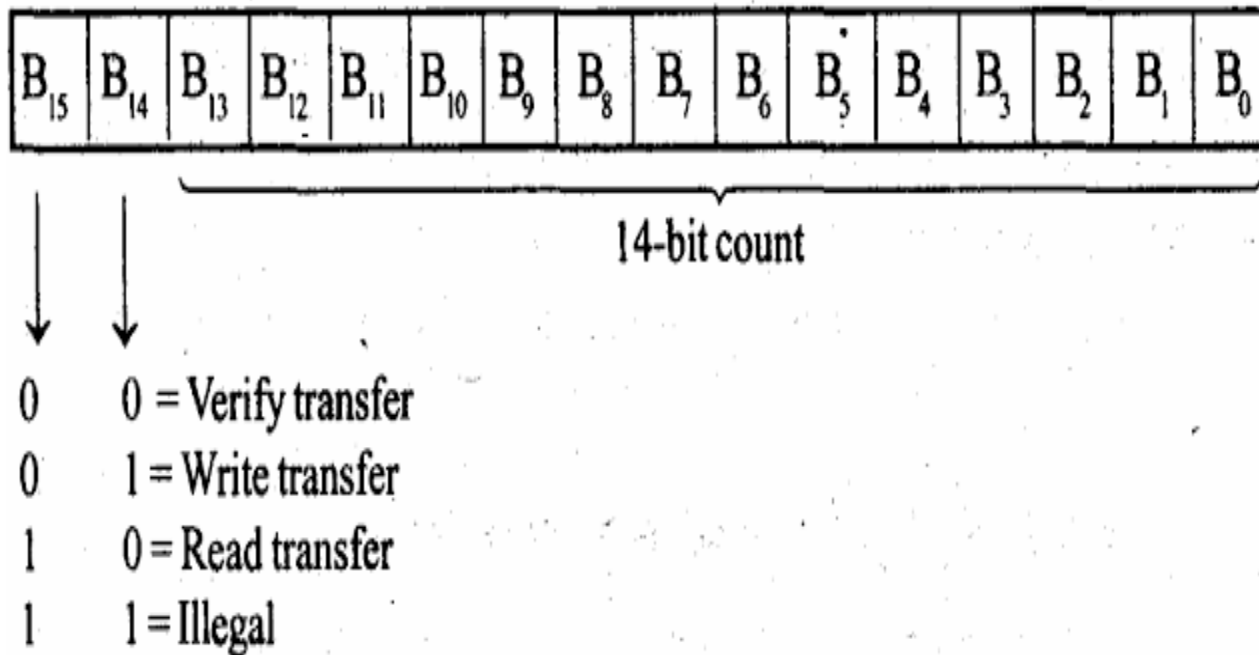 B₁₅ B₁₄ B₁₃ B₁₂ B₁₁ B₁₀ B₉ B₈ B₇ B₆ B₅ B₄ B₃ B₂ B₁ B₀
14-bit count
0 0 = Verify transfer
0 1 = Write transfer
1 0 = Read transfer
1 1 = Illegal